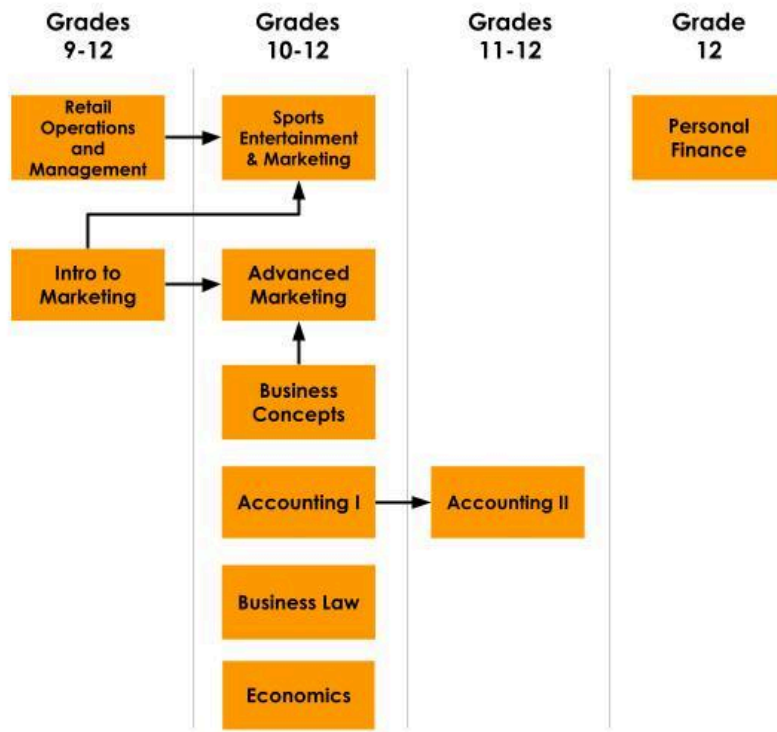 Grades
9-12
Grades
10-12
Grades
11-12
Grade
12
Retail
Operations
and
Management
Sports
Entertainment
& Marketing
Personal
Finance
Intro to
Marketing
Advanced
Marketing
Business
Concepts
Accounting I
Accounting II
Business Law
Economics